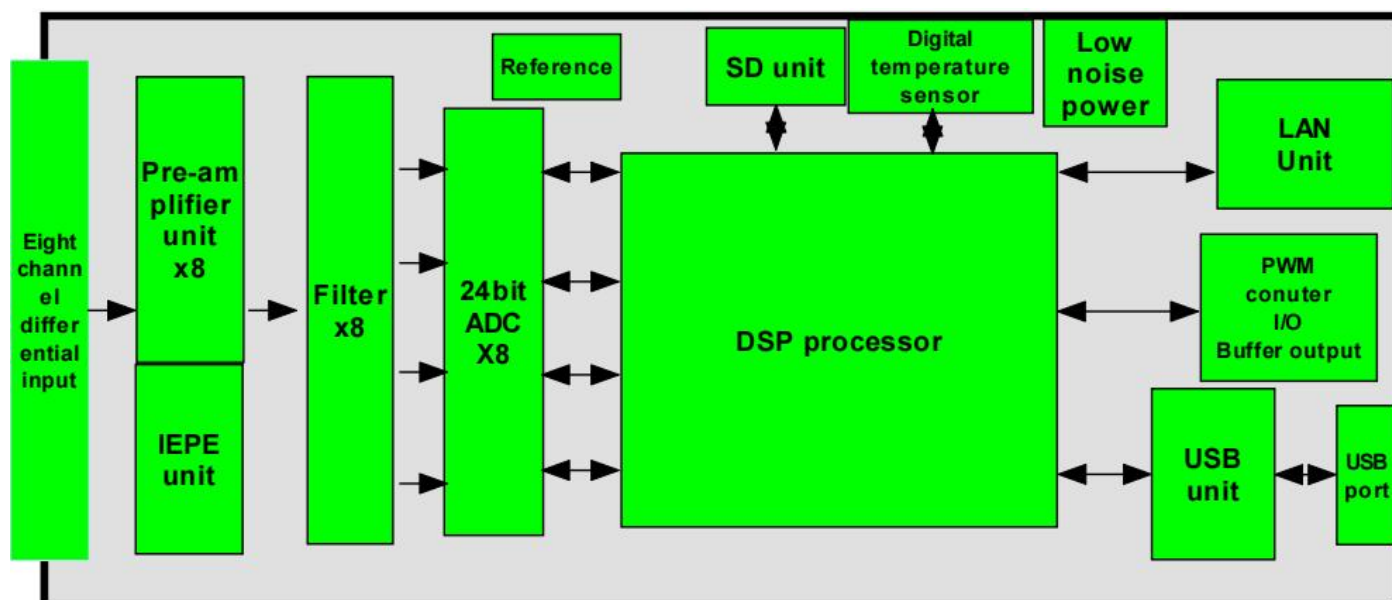 Eight
chann
el
differ
ential
input
Pre-am
plifier
unit
x8
IEPE
unit
Filter
x8
Reference
24bit
ADC
X8
SD unit
Digital
temperature
sensor
Low
noise
power
DSP processor
LAN
Unit
PWM
conuter
I/O
Buffer output
USB
unit
USB
port